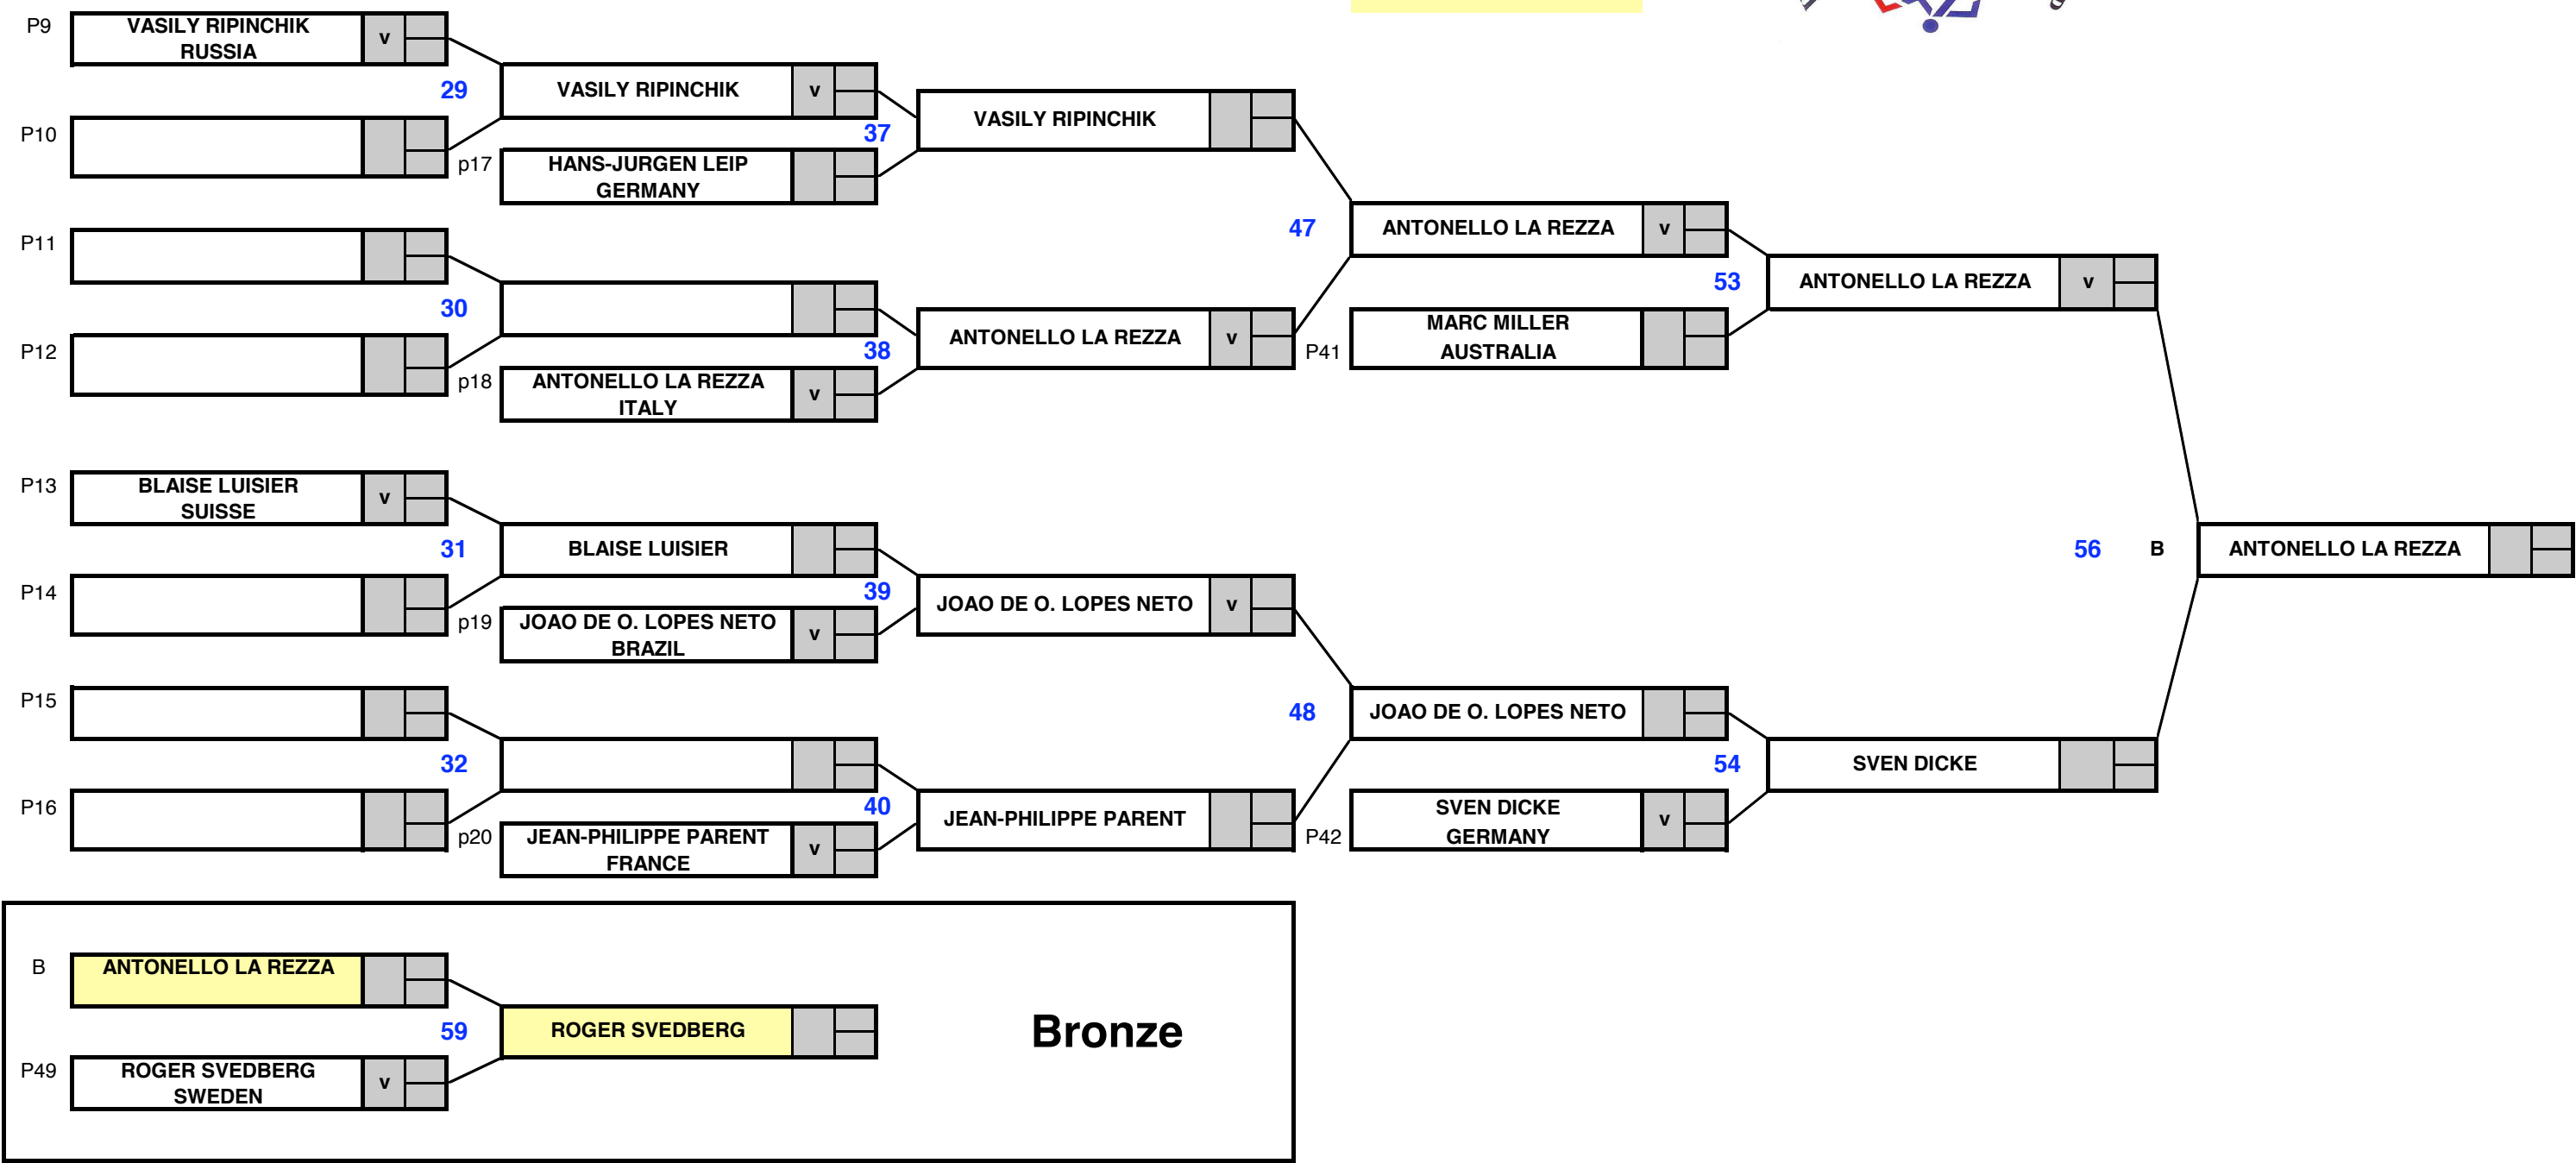 P9
VASILY RIPINCHIK
RUSSIA
v
29
VASILY RIPINCHIK
v
P10
p17
HANS-JURGEN LEIP
GERMANY
37
VASILY RIPINCHIK
P11
30
P12
p18
ANTONELLO LA REZZA
ITALY
v
38
ANTONELLO LA REZZA
v
47
ANTONELLO LA REZZA
v
P41
MARC MILLER
AUSTRALIA
53
ANTONELLO LA REZZA
v
P13
BLAISE LUISIER
SUISSE
v
31
BLAISE LUISIER
P14
p19
JOAO DE O. LOPES NETO
BRAZIL
v
39
JOAO DE O. LOPES NETO
v
P15
32
P16
p20
JEAN-PHILIPPE PARENT
FRANCE
v
40
JEAN-PHILIPPE PARENT
48
JOAO DE O. LOPES NETO
P42
SVEN DICKE
GERMANY
v
54
SVEN DICKE
56
B
ANTONELLO LA REZZA
B
ANTONELLO LA REZZA
59
ROGER SVEDBERG
P49
ROGER SVEDBERG
SWEDEN
v
Bronze